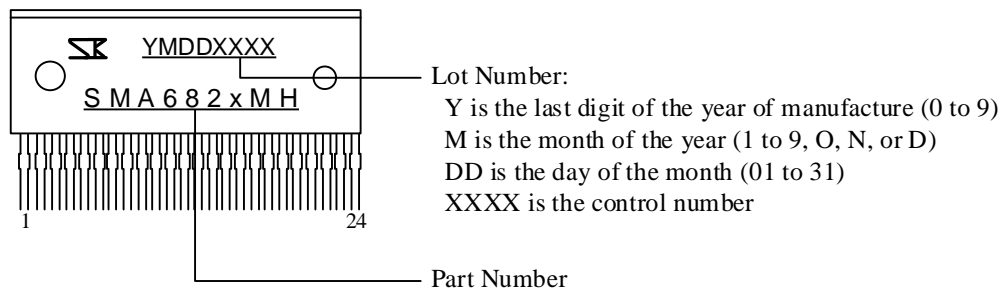 YMDDXXXX
SMA682xMH
1
24
Lot Number:
Y is the last digit of the year of manufacture (0 to 9)
M is the month of the year (1 to 9, O, N, or D)
DD is the day of the month (01 to 31)
XXXX is the control number
Part Number